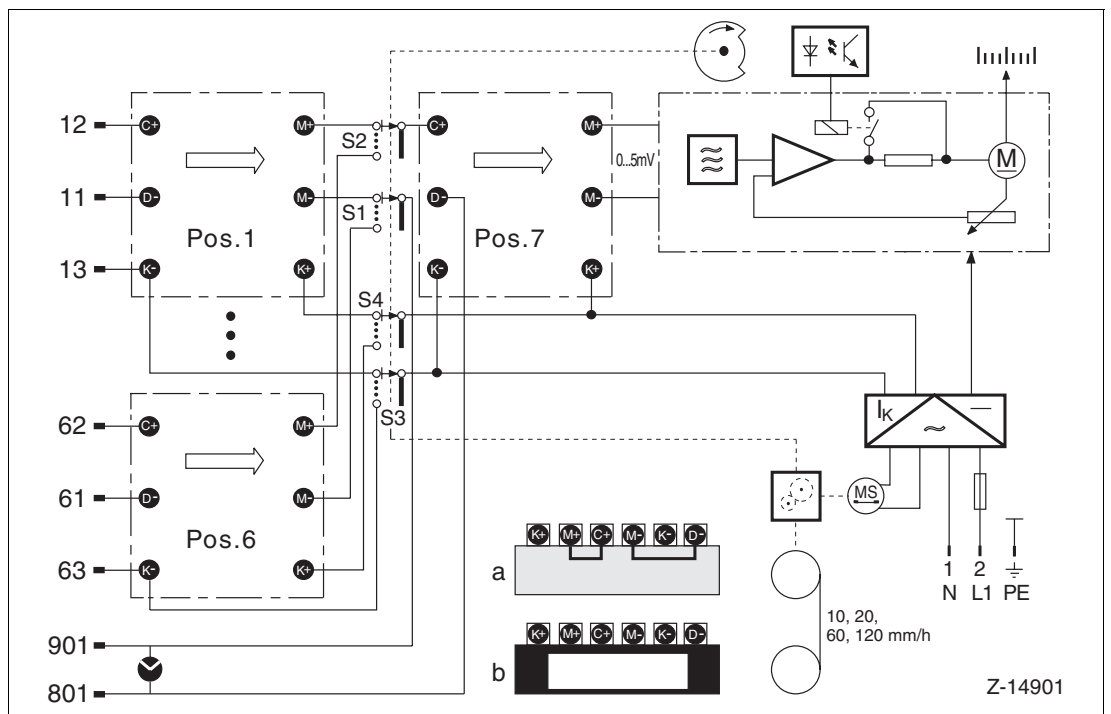 12
C+
M+
S2
C+
M+
0...5mV
M
11
D-
M-
S1
D-
M-
Pos.1
Pos.7
13
K-
K+
K-
K+
S4
S3
62
C+
M+
IK
61
D-
M-
MS
Pos.6
63
K-
K+
K+ M+ C+ M- K- D-
a
1 2
N L1 PE
10, 20,
60, 120 mm/h
K+ M+ C+ M- K- D-
b
901
801
Z-14901